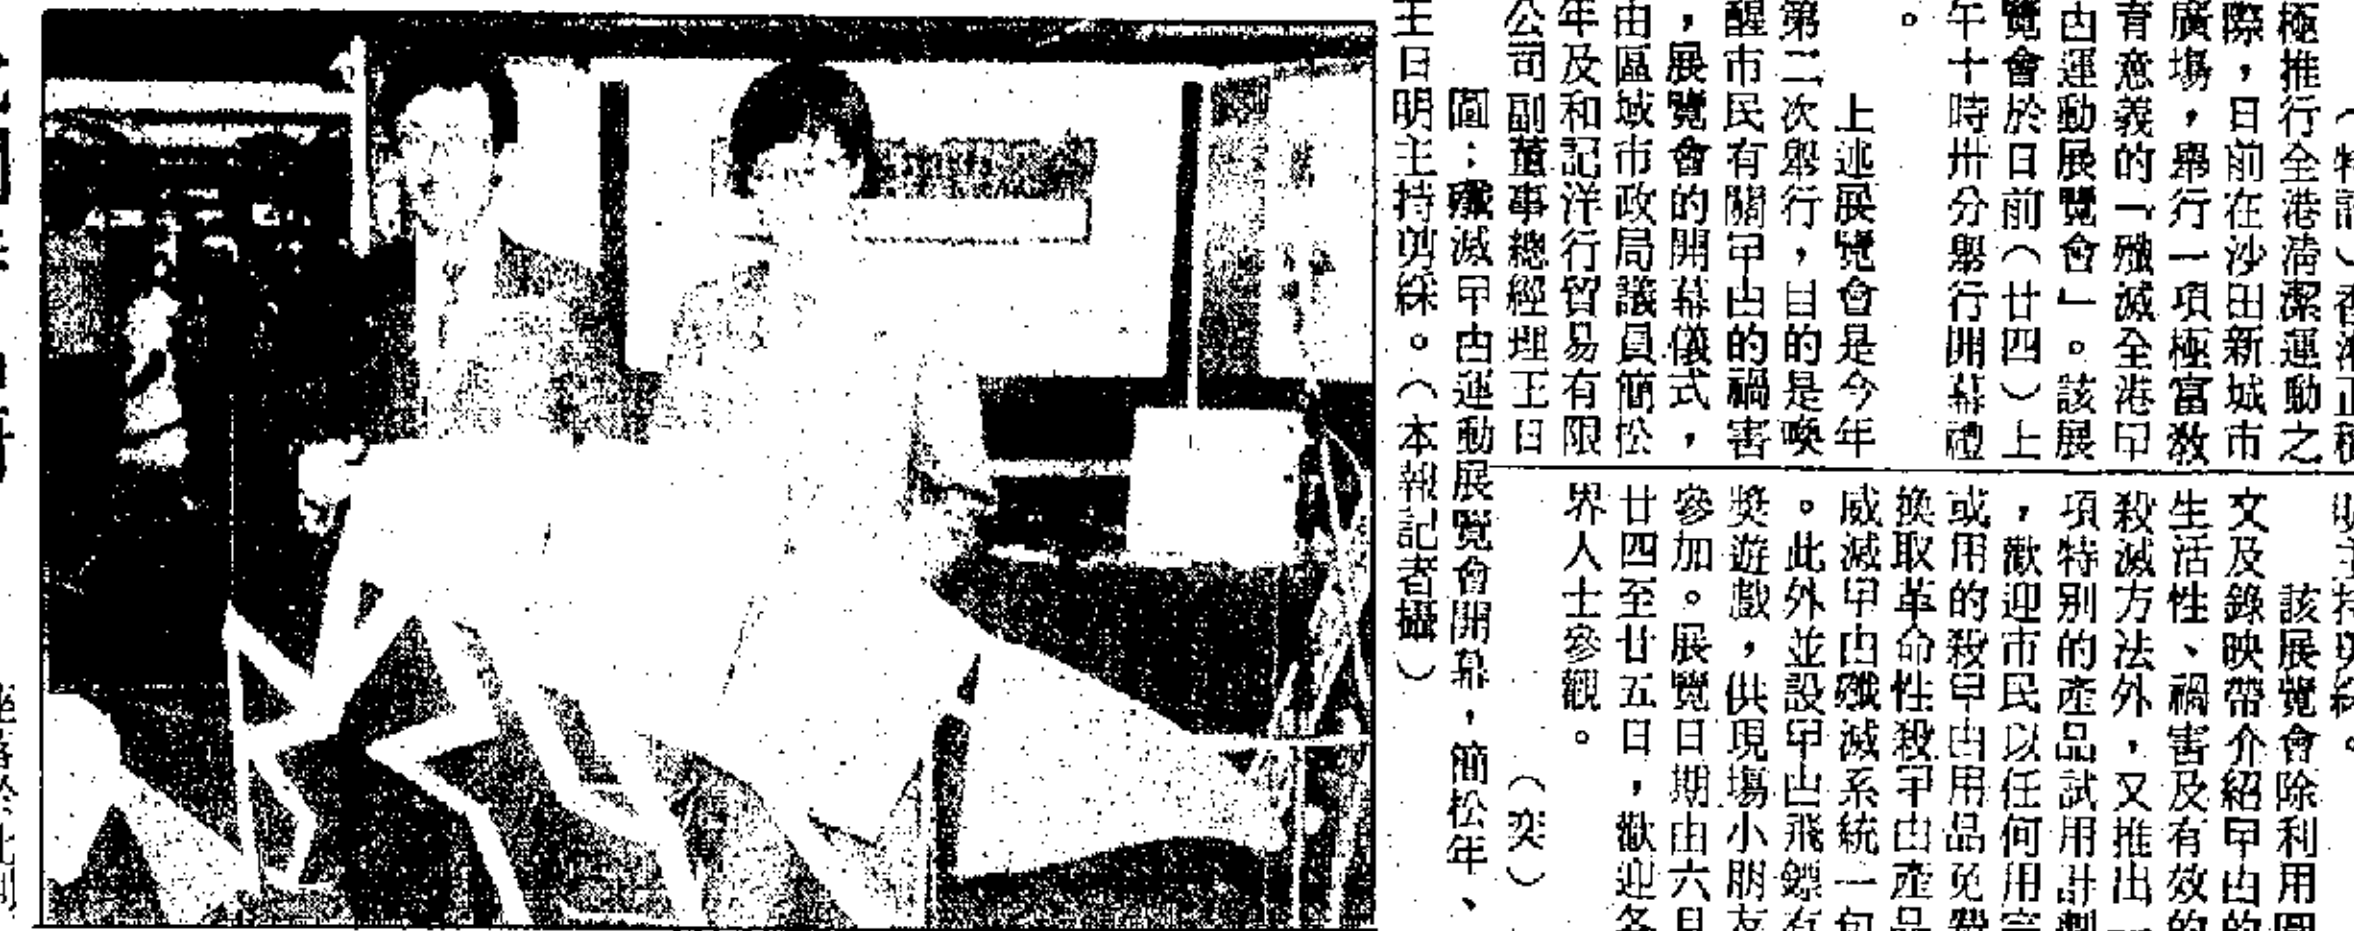 (特訊)香港正積
極推行全港清潔運動之
際,日前在沙田新城市
廣場,舉行一項極富教
育意義的「殲滅全港曱
甴運動展覽會」。該展
覽會於日前(廿四)上
午十時卅分舉行開幕禮
。
上述展覽會是今年
第二次舉行,目的是喚
醒市民有關曱甴的禍害
,展覽會的開幕儀式,
由區域市政局議員簡松
年及和記洋行貿易有限
公司副董事總經理王日
明主持剪綵。
該展覽會除利用圖
文及錄映帶介紹曱甴的
生活性、禍害及有效的
殺滅方法外,又推出一
項特別的產品試用計劃
,歡迎市民以任何用完
或用的殺曱甴用品免費
換取革命性殺曱甴產品
威滅曱甴殲滅系統一包
。此外並設曱甴飛鏢有
獎遊戲,供現場小朋友
參加。展覽日期由六月
廿四至廿五日,歡迎各
界人士參觀。
(奕)
圖:殲滅曱甴運動展覽會開幕,簡松年、
王日明主持剪綵。(本報記者攝)
座落於此間